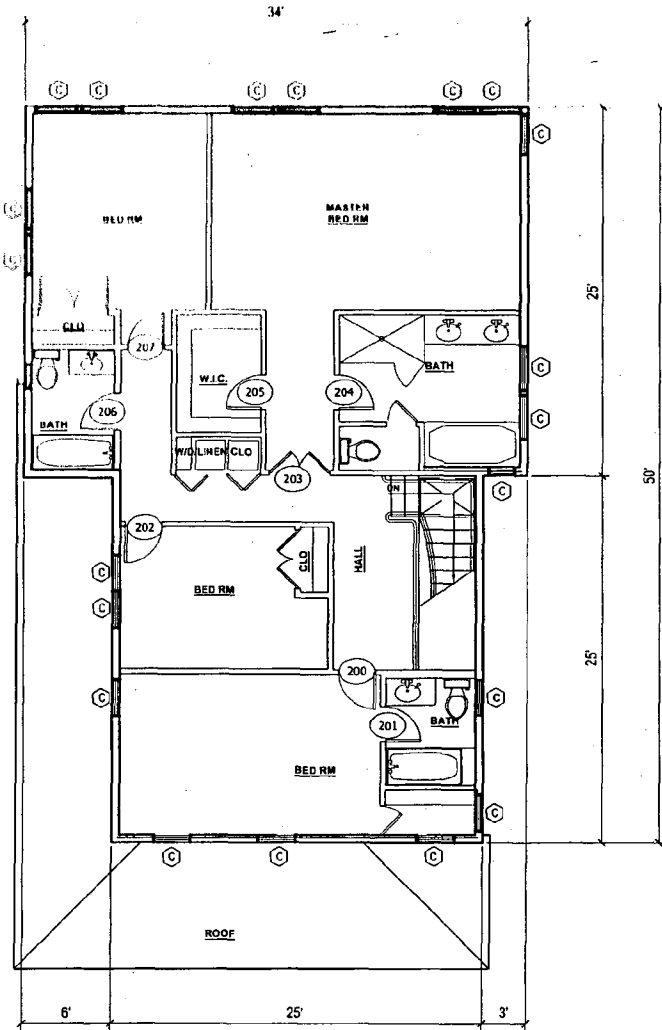 34'
C C C C C C
C
C
BED RM
MASTER
BED RM
C
25'
50'
CLO
207
W.I.C.
205
204
BATH
C
206
BATH
C
W/D LINEN CLO
203
C
DN
202
C
CLO
HALL
BED RM
C
25'
200
C
C
201
BATH
BED RM
C
C C C
ROOF
6' 25' 3'